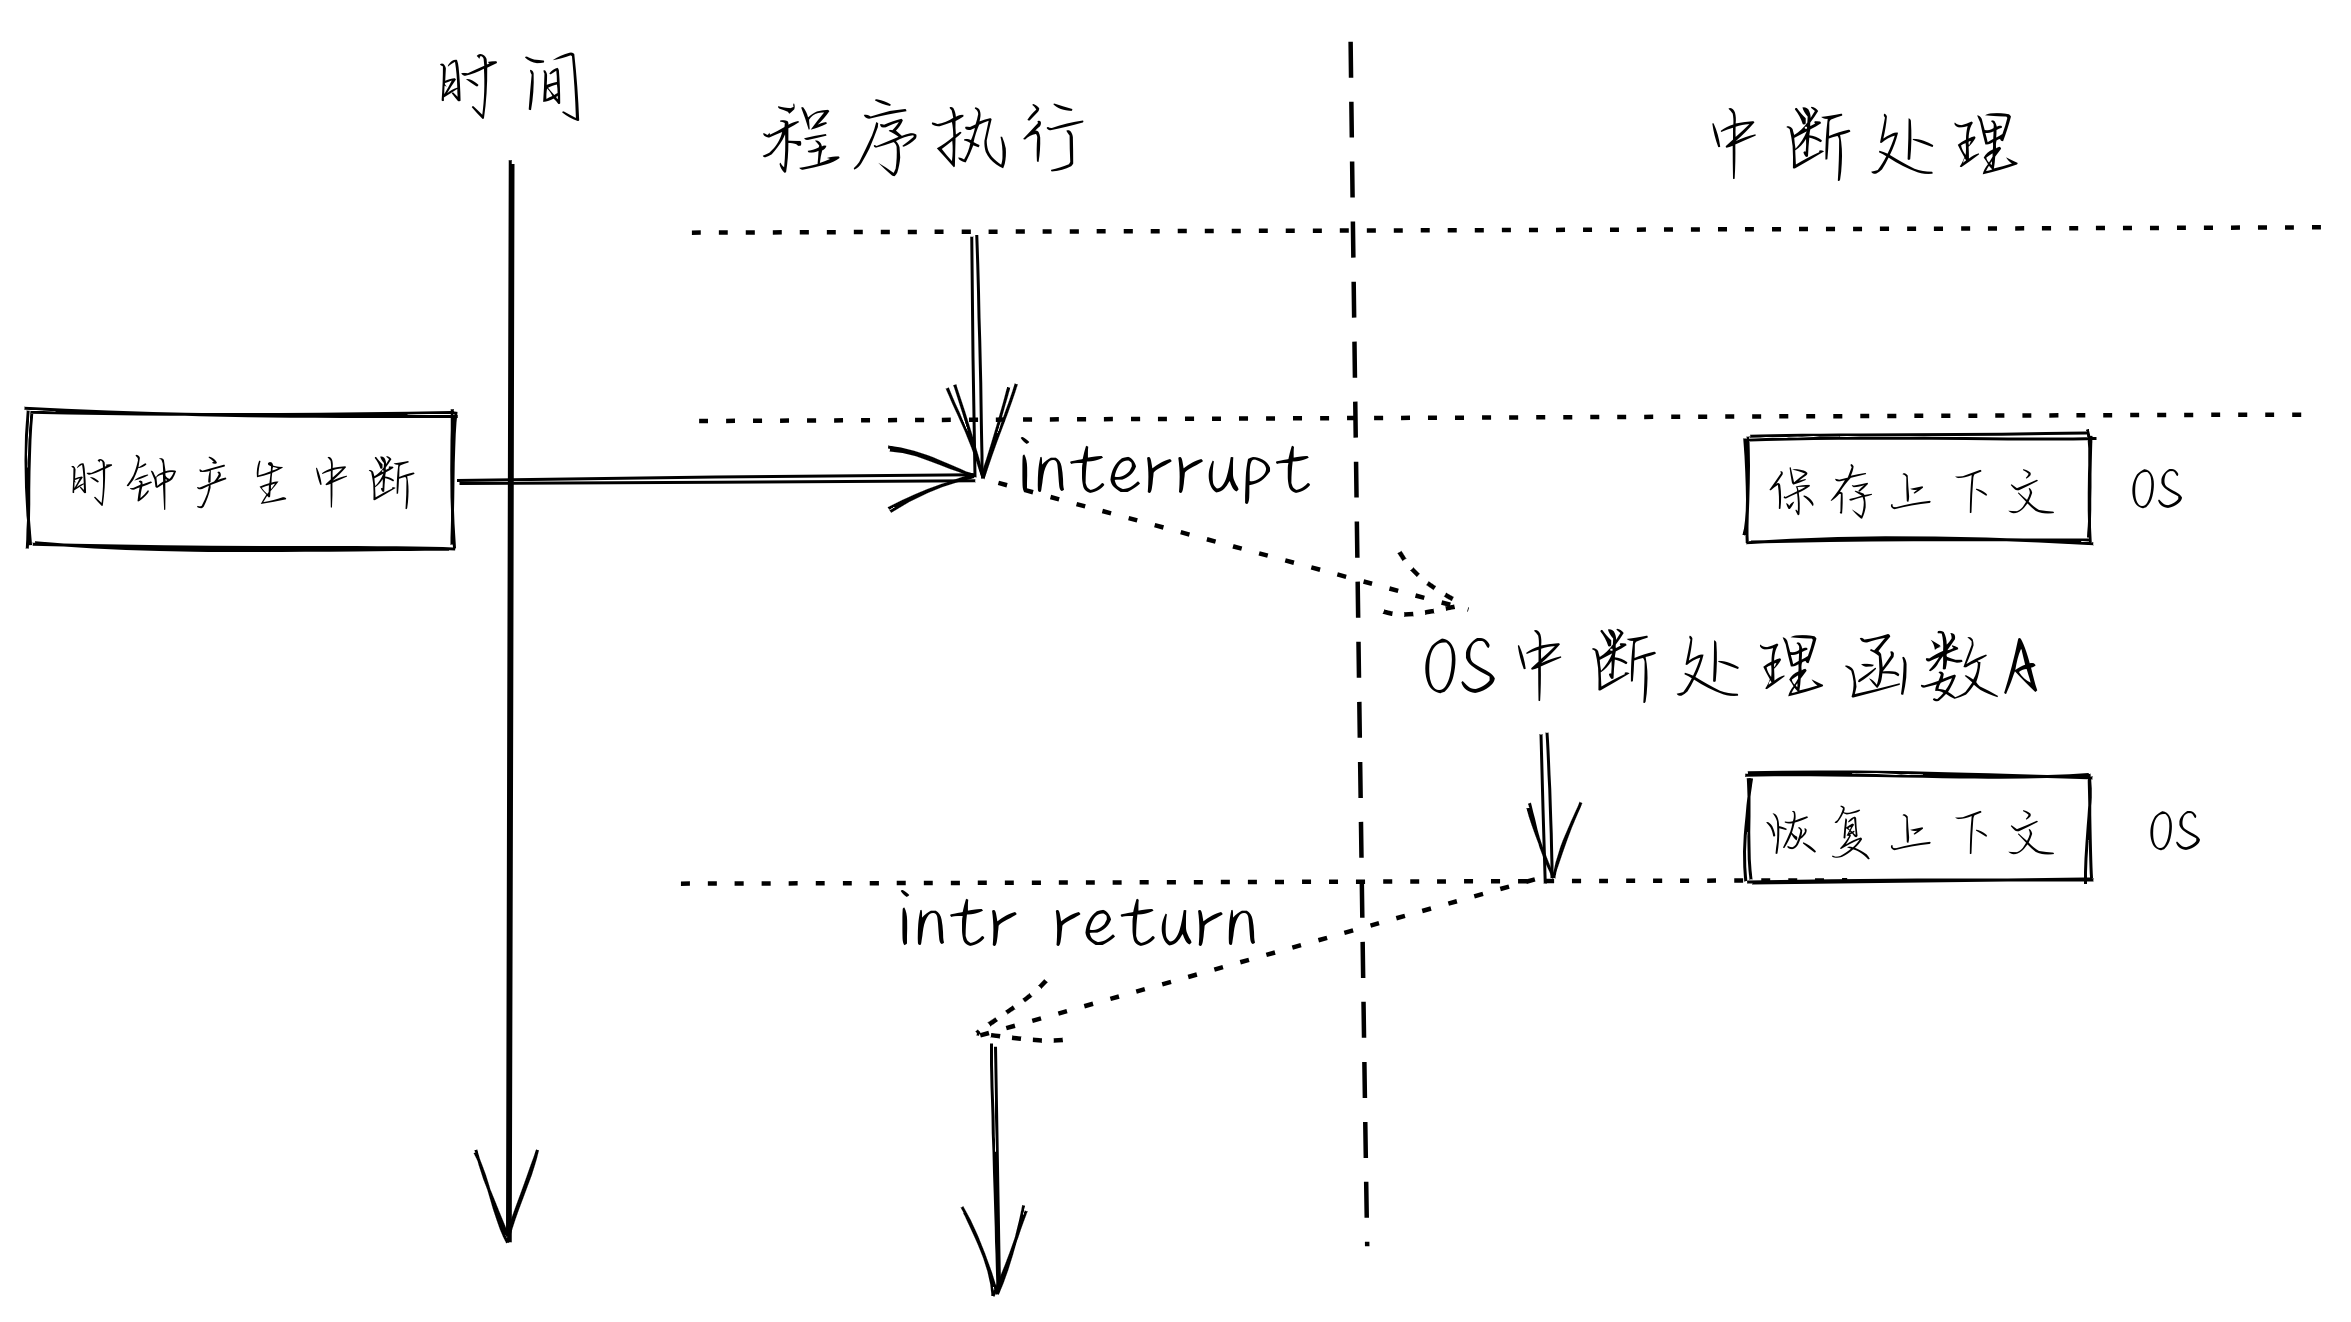 时间
程序执行
中断处理
时钟产生中断
interrupt
保存上下文
OS
OS中断处理函数A
恢复上下文
OS
intr return